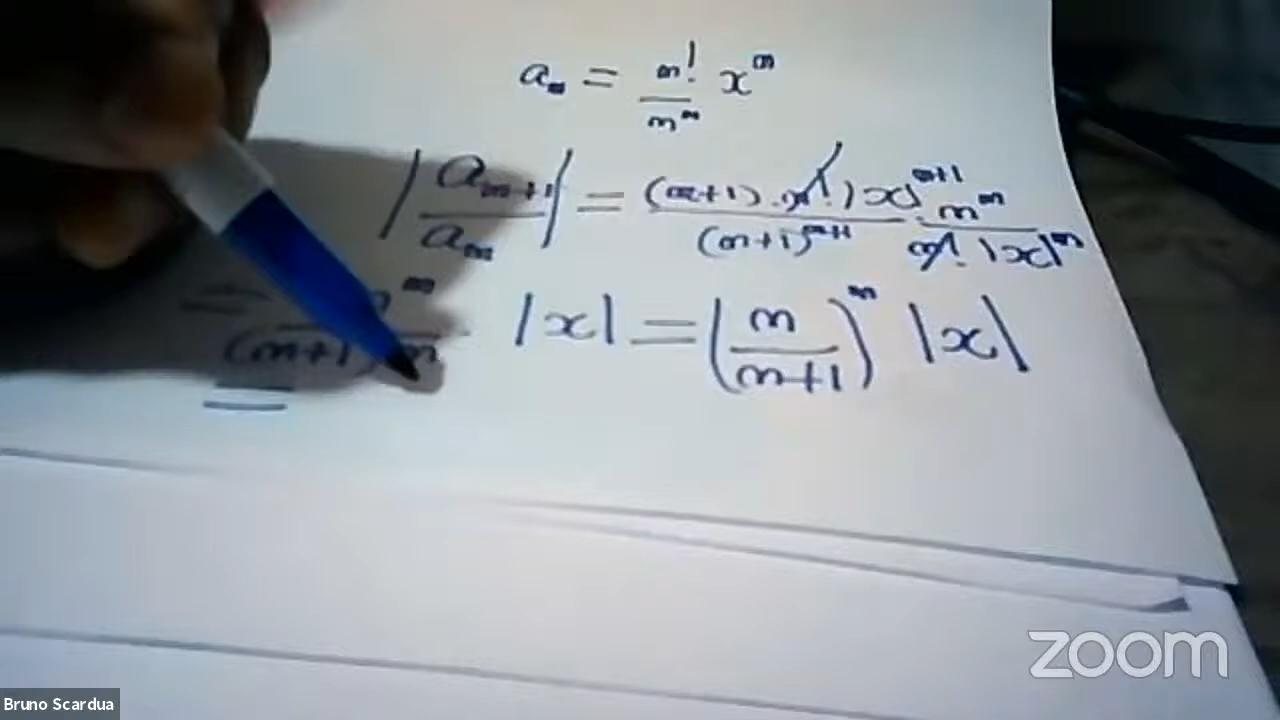 aₙ = n!/nⁿ xⁿ
|aₙ₊₁/aₙ| = (n+1)·n!|x|ⁿ⁺¹/(n+1)ⁿ⁺¹ · nⁿ/n!|x|ⁿ
= nⁿ/(n+1)ⁿ |x| = (n/(n+1))ⁿ |x|
=
zoom
Bruno Scardua